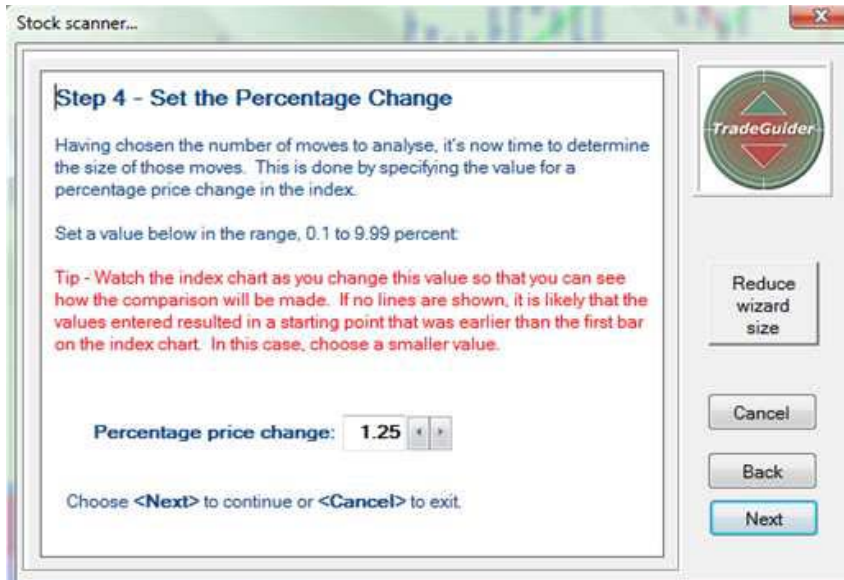 Stock scanner...
Step 4 - Set the Percentage Change
Having chosen the number of moves to analyse, it's now time to determine
the size of those moves. This is done by specifying the value for a
percentage price change in the index.
Set a value below in the range, 0.1 to 9.99 percent:
Tip - Watch the index chart as you change this value so that you can see
how the comparison will be made. If no lines are shown, it is likely that the
values entered resulted in a starting point that was earlier than the first bar
on the index chart. In this case, choose a smaller value.
Percentage price change: 1.25
Choose <Next> to continue or <Cancel> to exit.
TradeGuider
Reduce
wizard
size
Cancel
Back
Next